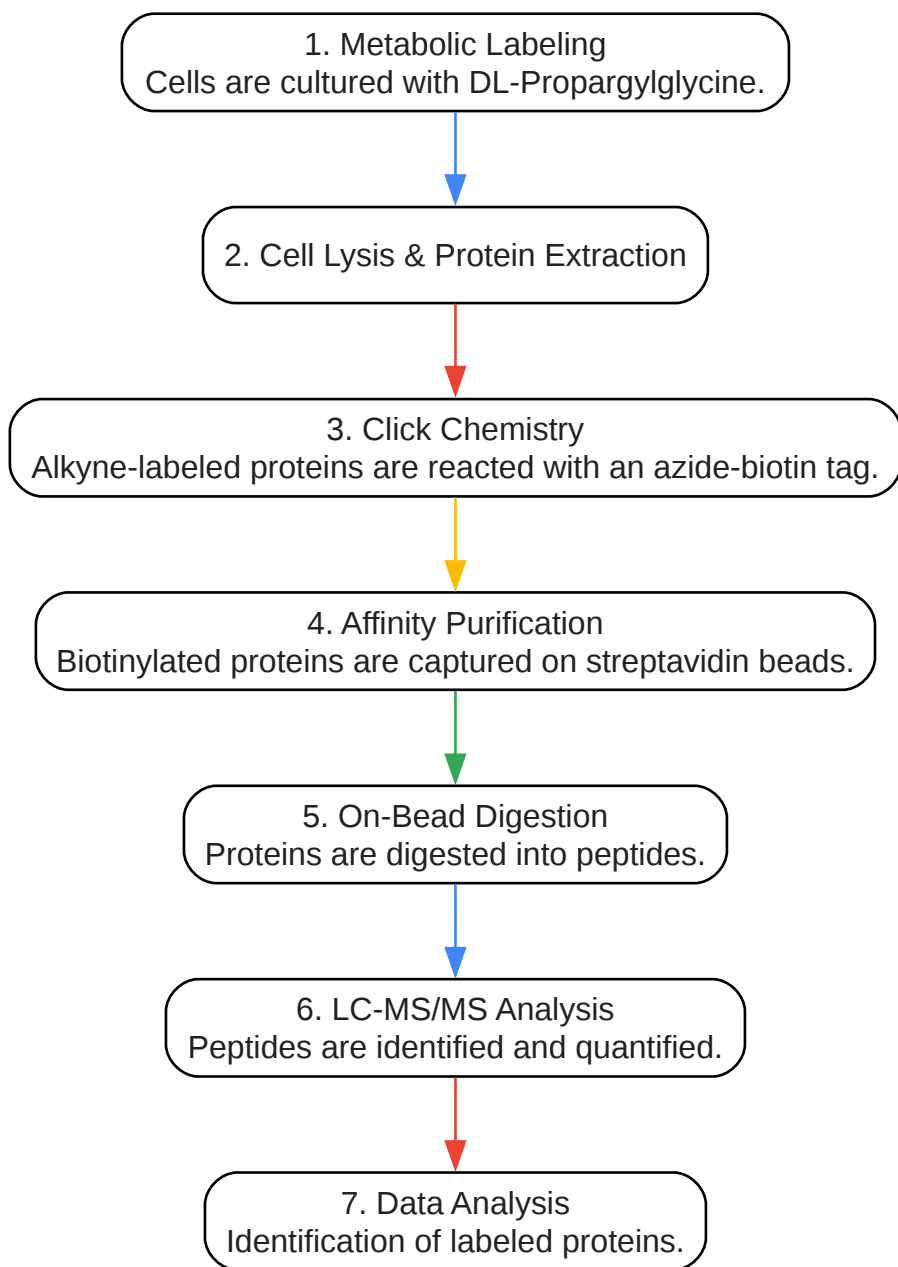 1. Metabolic Labeling
Cells are cultured with DL-Propargylglycine.
2. Cell Lysis & Protein Extraction
3. Click Chemistry
Alkyne-labeled proteins are reacted with an azide-biotin tag.
4. Affinity Purification
Biotinylated proteins are captured on streptavidin beads.
5. On-Bead Digestion
Proteins are digested into peptides.
6. LC-MS/MS Analysis
Peptides are identified and quantified.
7. Data Analysis
Identification of labeled proteins.